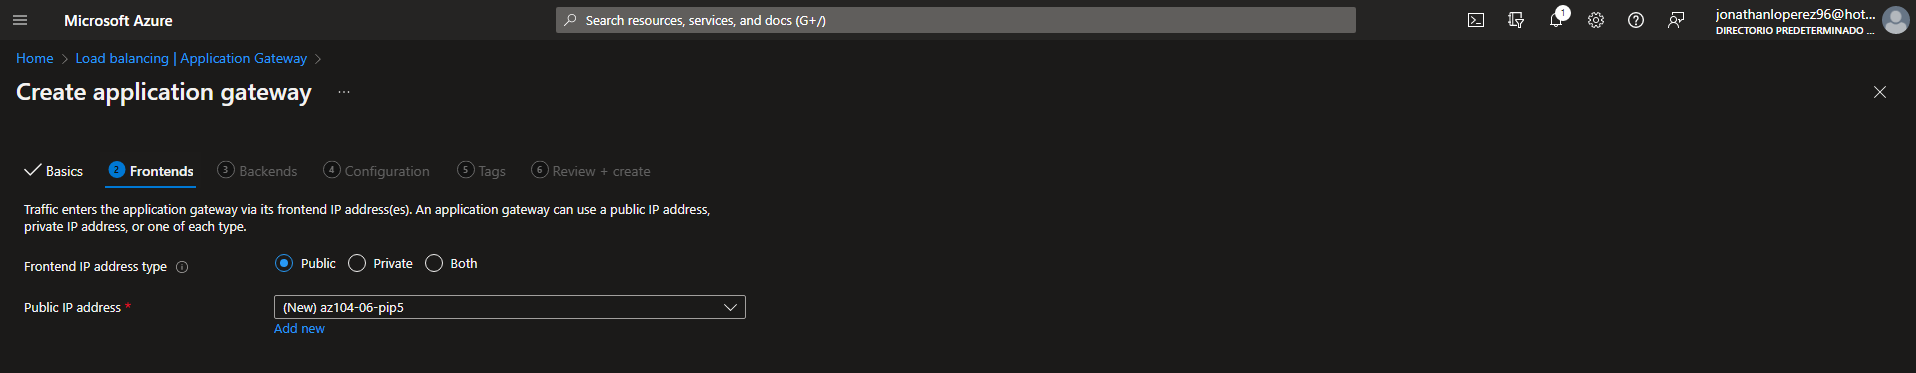 Microsoft Azure
Search resources, services, and docs (G+/)
1
jonathanloperez96@hot...
DIRECTORIO PREDETERMINADO ...
Home > Load balancing | Application Gateway >
Create application gateway ...
Basics 2 Frontends 3 Backends 4 Configuration 5 Tags 6 Review + create
Traffic enters the application gateway via its frontend IP address(es). An application gateway can use a public IP address,
private IP address, or one of each type.
Frontend IP address type Public Private Both
Public IP address * (New) az104-06-pip5
Add new